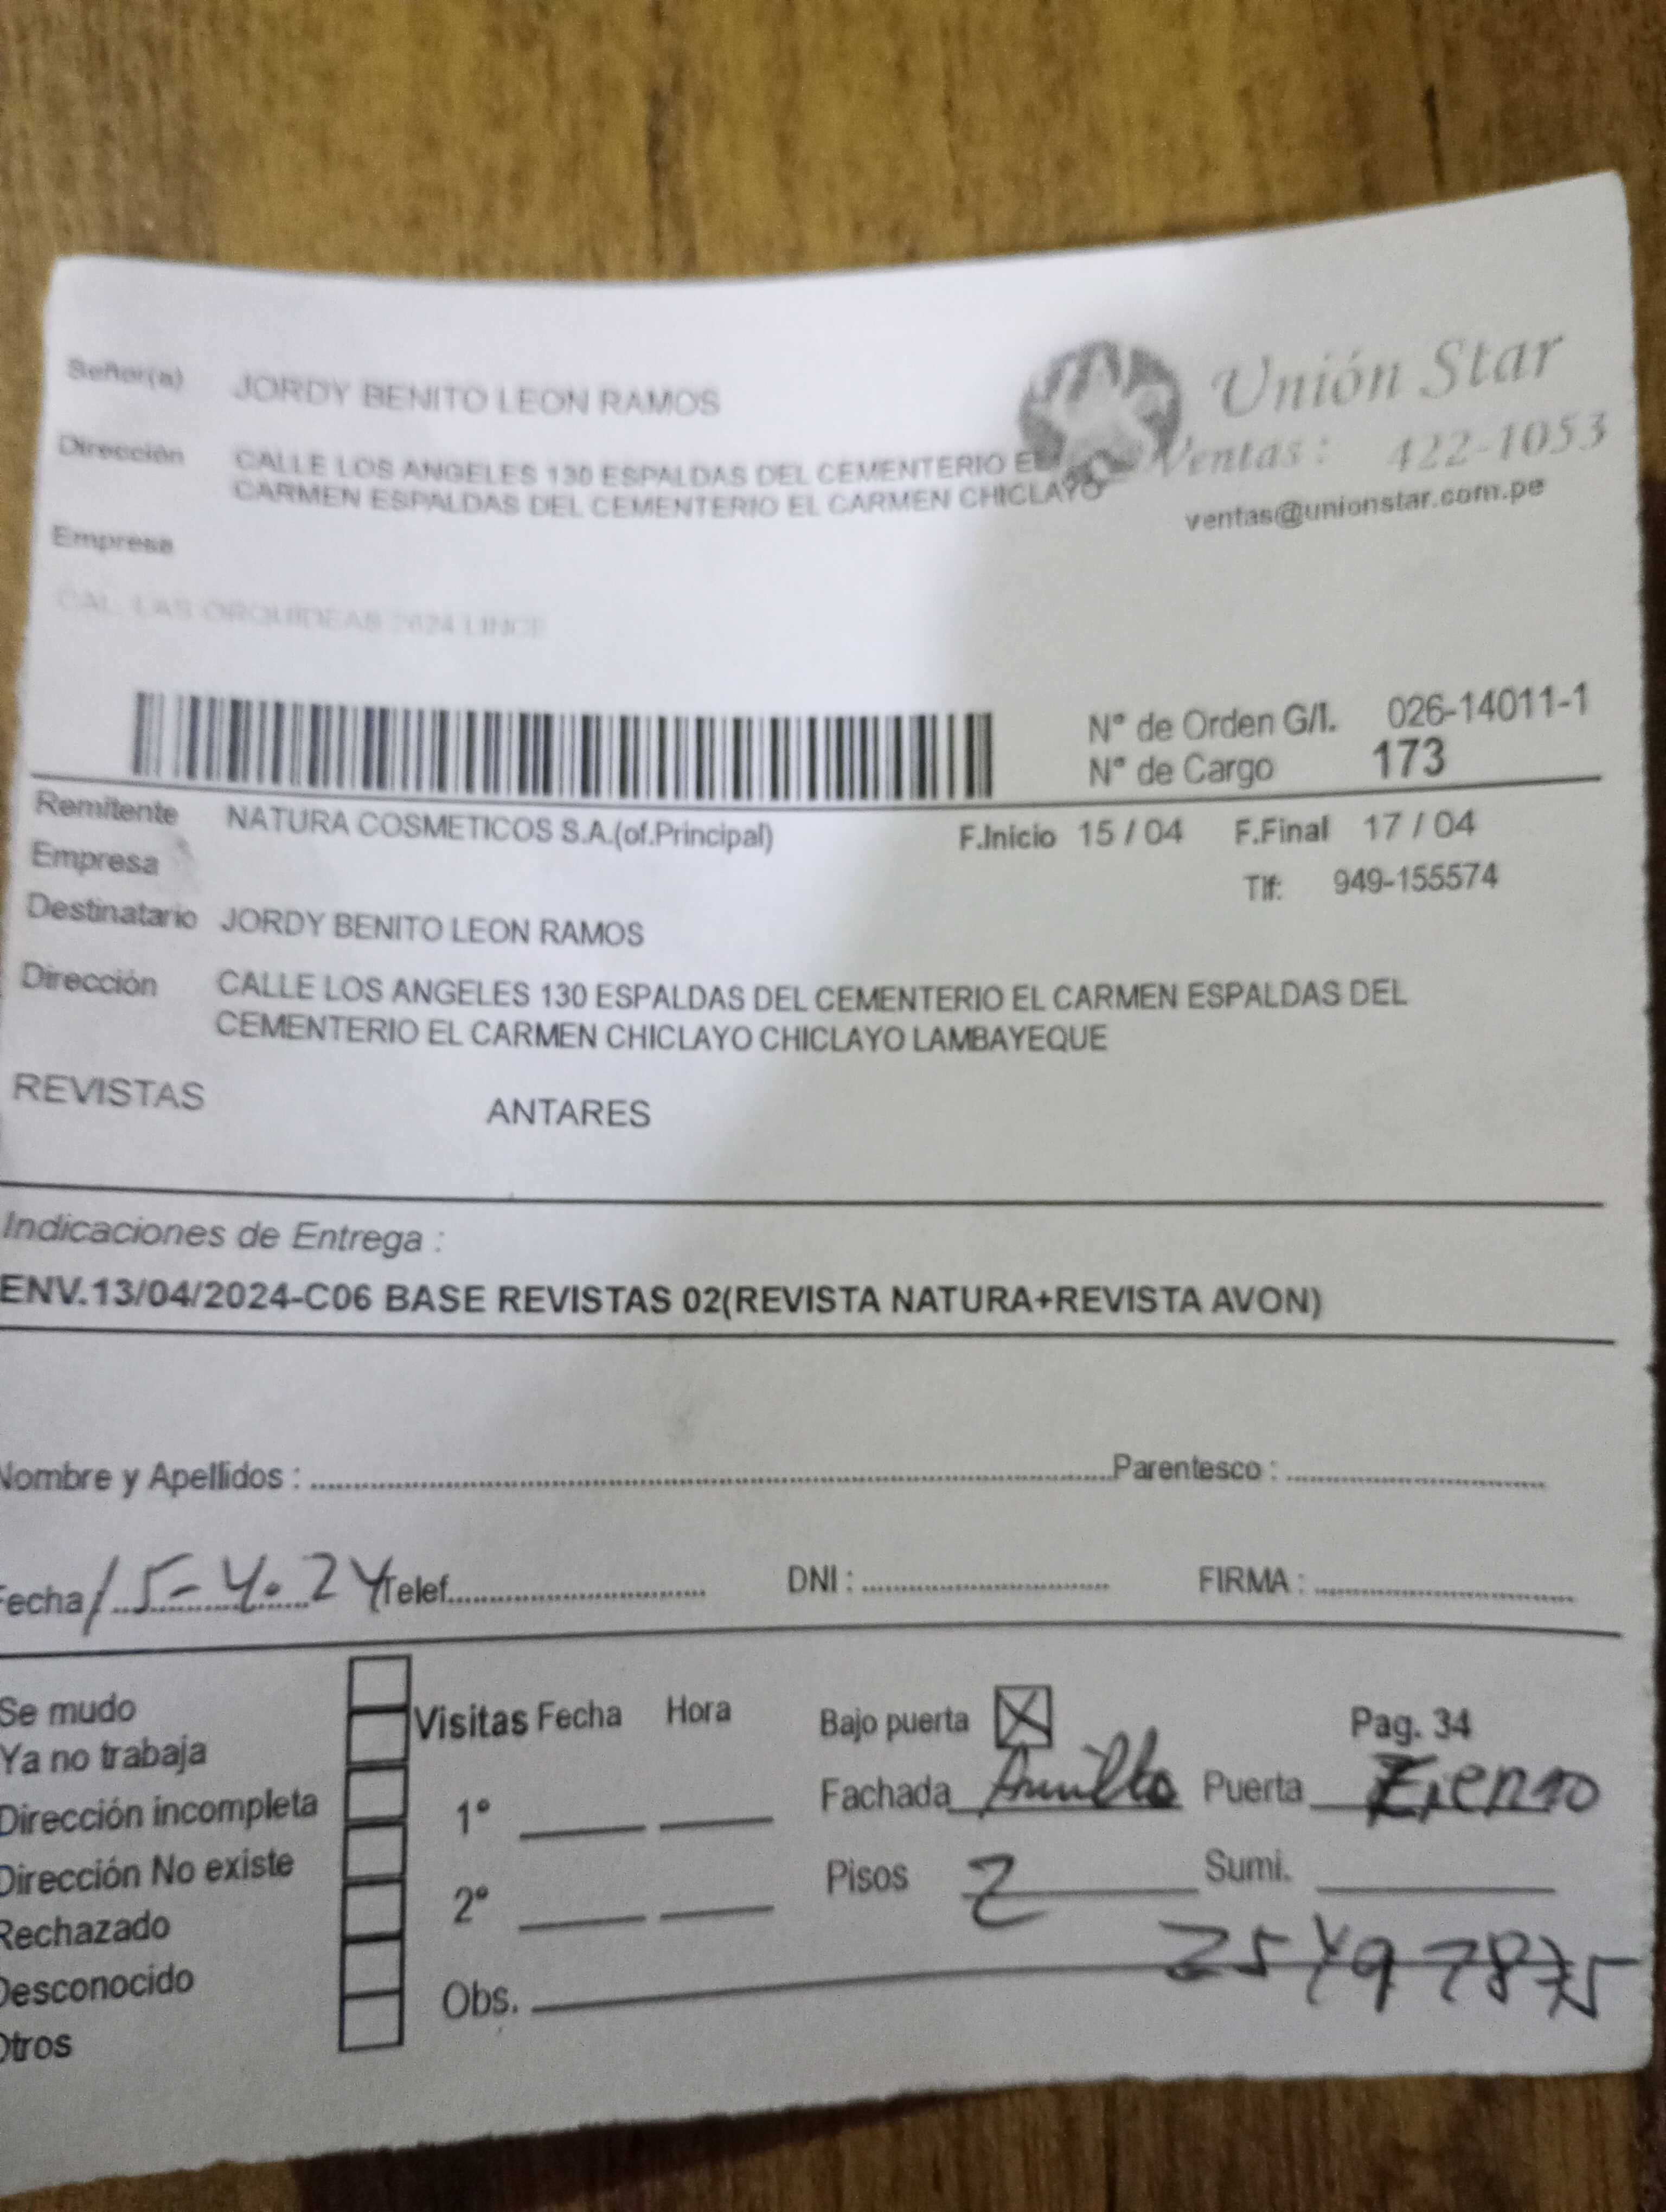 Señor(a) JORDY BENITO LEON RAMOS
Unión Star
Dirección CALLE LOS ANGELES 130 ESPALDAS DEL CEMENTERIO EL
Ventas: 422-1053
CARMEN ESPALDAS DEL CEMENTERIO EL CARMEN CHICLAYO
ventas@unionstar.com.pe
Empresa
CAL. LAS ORQUIDEAS 2624 LINCE
N° de Orden G/I. 026-14011-1
N° de Cargo 173
Remitente NATURA COSMETICOS S.A.(of.Principal) F.Inicio 15 / 04 F.Final 17 / 04
Empresa
Tlf: 949-155574
Destinatario JORDY BENITO LEON RAMOS
Dirección CALLE LOS ANGELES 130 ESPALDAS DEL CEMENTERIO EL CARMEN ESPALDAS DEL
CEMENTERIO EL CARMEN CHICLAYO CHICLAYO LAMBAYEQUE
REVISTAS ANTARES
Indicaciones de Entrega :
ENV.13/04/2024-C06 BASE REVISTAS 02(REVISTA NATURA+REVISTA AVON)
Nombre y Apellidos : Parentesco :
Fecha 15-4.24 Telef. DNI : FIRMA :
Se mudo
Ya no trabaja
Dirección incompleta
Dirección No existe
Rechazado
Desconocido
Otros
Visitas Fecha Hora
1°
2°
Bajo puerta X Pag. 34
Fachada Puerta Fierro
Pisos 2 Sumi.
25497875
Obs.